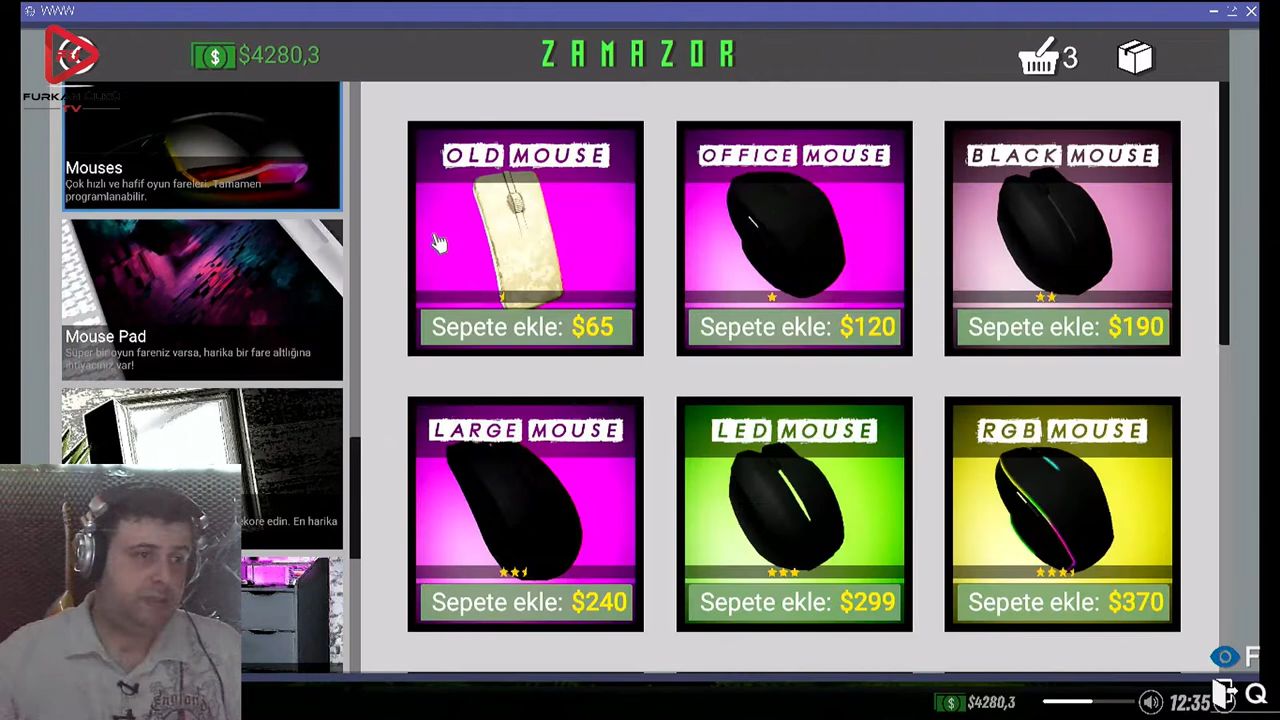 WWW
$4280,3
ZAMAZOR
3
TV
Mouses
Çok hızlı ve hafif oyun fareleri. Tamamen
programlanabilir.
Mouse Pad
Süper bir oyun fareniz varsa, harika bir fare altlığına
ihtiyacınız var!
ekore edin. En harika
OLD MOUSE
Sepete ekle: $65
OFFICE MOUSE
Sepete ekle: $120
BLACK MOUSE
Sepete ekle: $190
LARGE MOUSE
Sepete ekle: $240
LED MOUSE
Sepete ekle: $299
RGB MOUSE
Sepete ekle: $370
F
$4280,3
12:35
Q